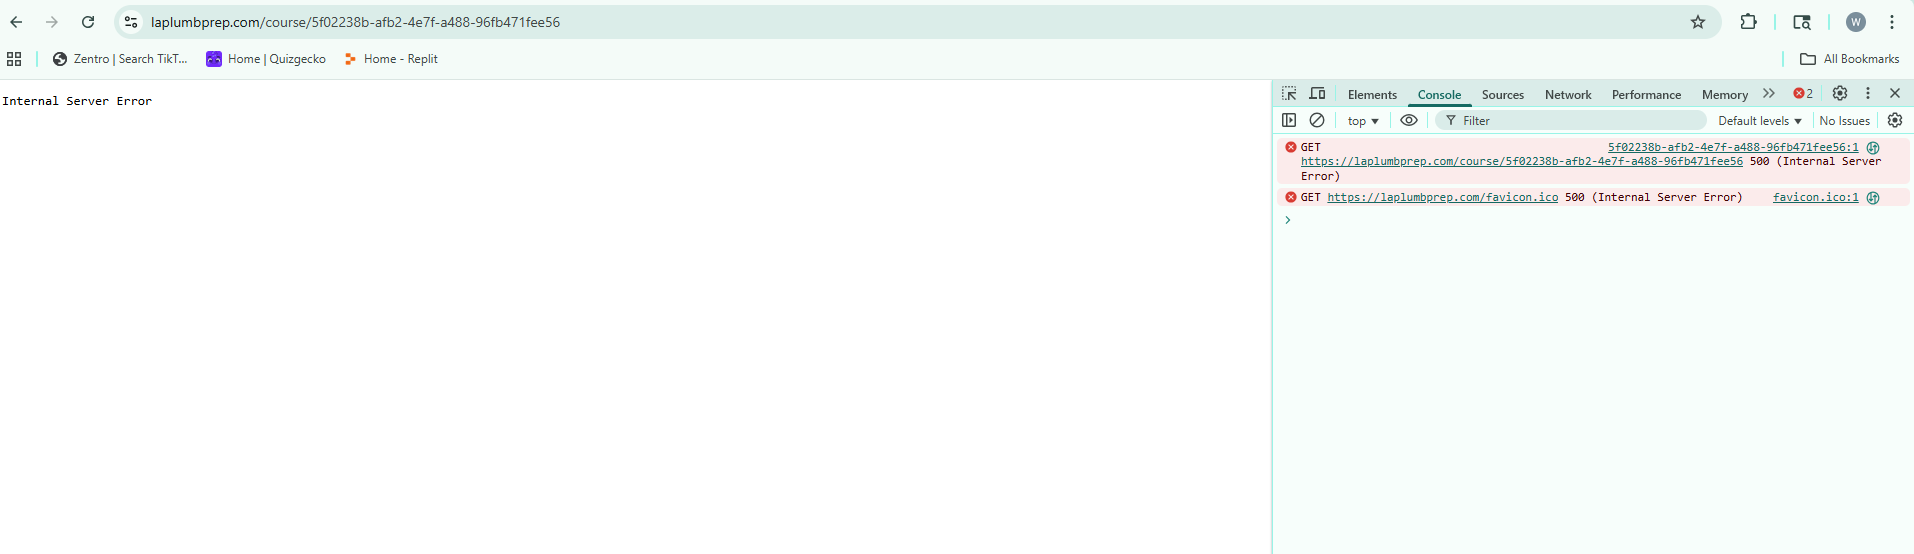 laplumbprep.com/course/5f02238b-afb2-4e7f-a488-96fb471fee56
W
Zentro | Search TikT...
Home | Quizgecko
Home - Replit
All Bookmarks
Internal Server Error
Elements
Console
Sources
Network
Performance
Memory
2
top
Filter
Default levels
No Issues
GET 5f02238b-afb2-4e7f-a488-96fb471fee56:1
https://laplumbprep.com/course/5f02238b-afb2-4e7f-a488-96fb471fee56 500 (Internal Server
Error)
GET https://laplumbprep.com/favicon.ico 500 (Internal Server Error) favicon.ico:1